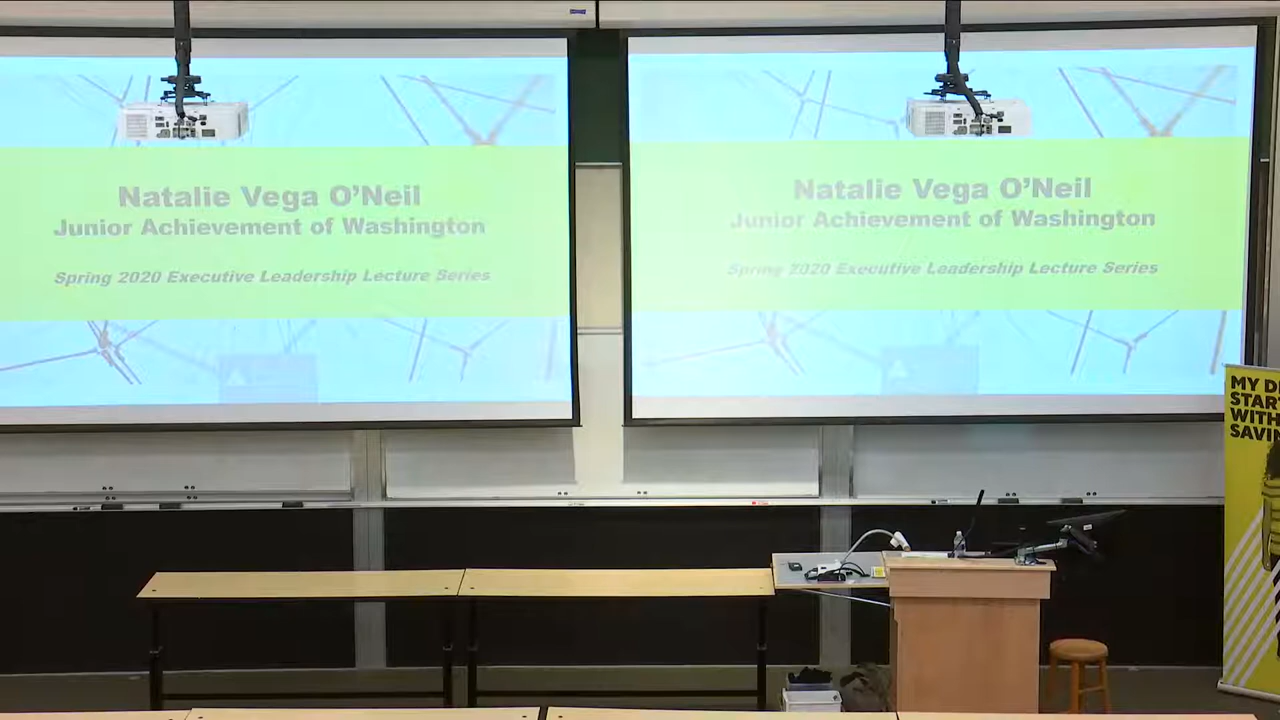 Natalie Vega O'Neil
Junior Achievement of Washington
Spring 2020 Executive Leadership Lecture Series
Natalie Vega O'Neil
Junior Achievement of Washington
Spring 2020 Executive Leadership Lecture Series
MY D
STAR
WITH
SAVIN